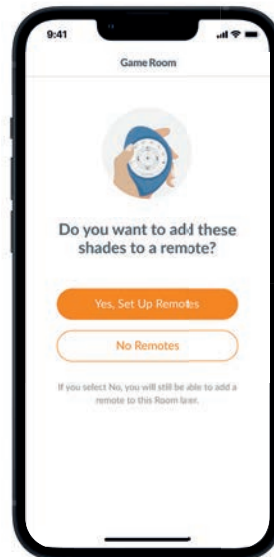 9:41
Game Room
Do you want to add these
shades to a remote?
Yes, Set Up Remotes
No Remotes
If you select No, you will still be able to add a
remote to this Room later.